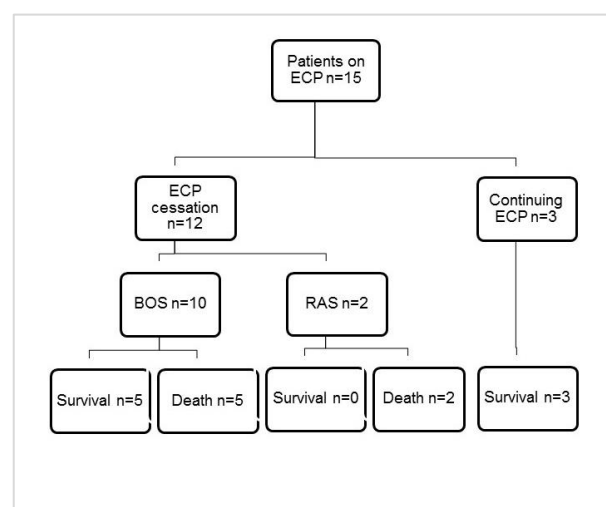 Patients on
ECP n=15
ECP
cessation
n=12
Continuing
ECP n=3
BOS n=10
RAS n=2
Survival n=5
Death n=5
Survival n=0
Death n=2
Survival n=3